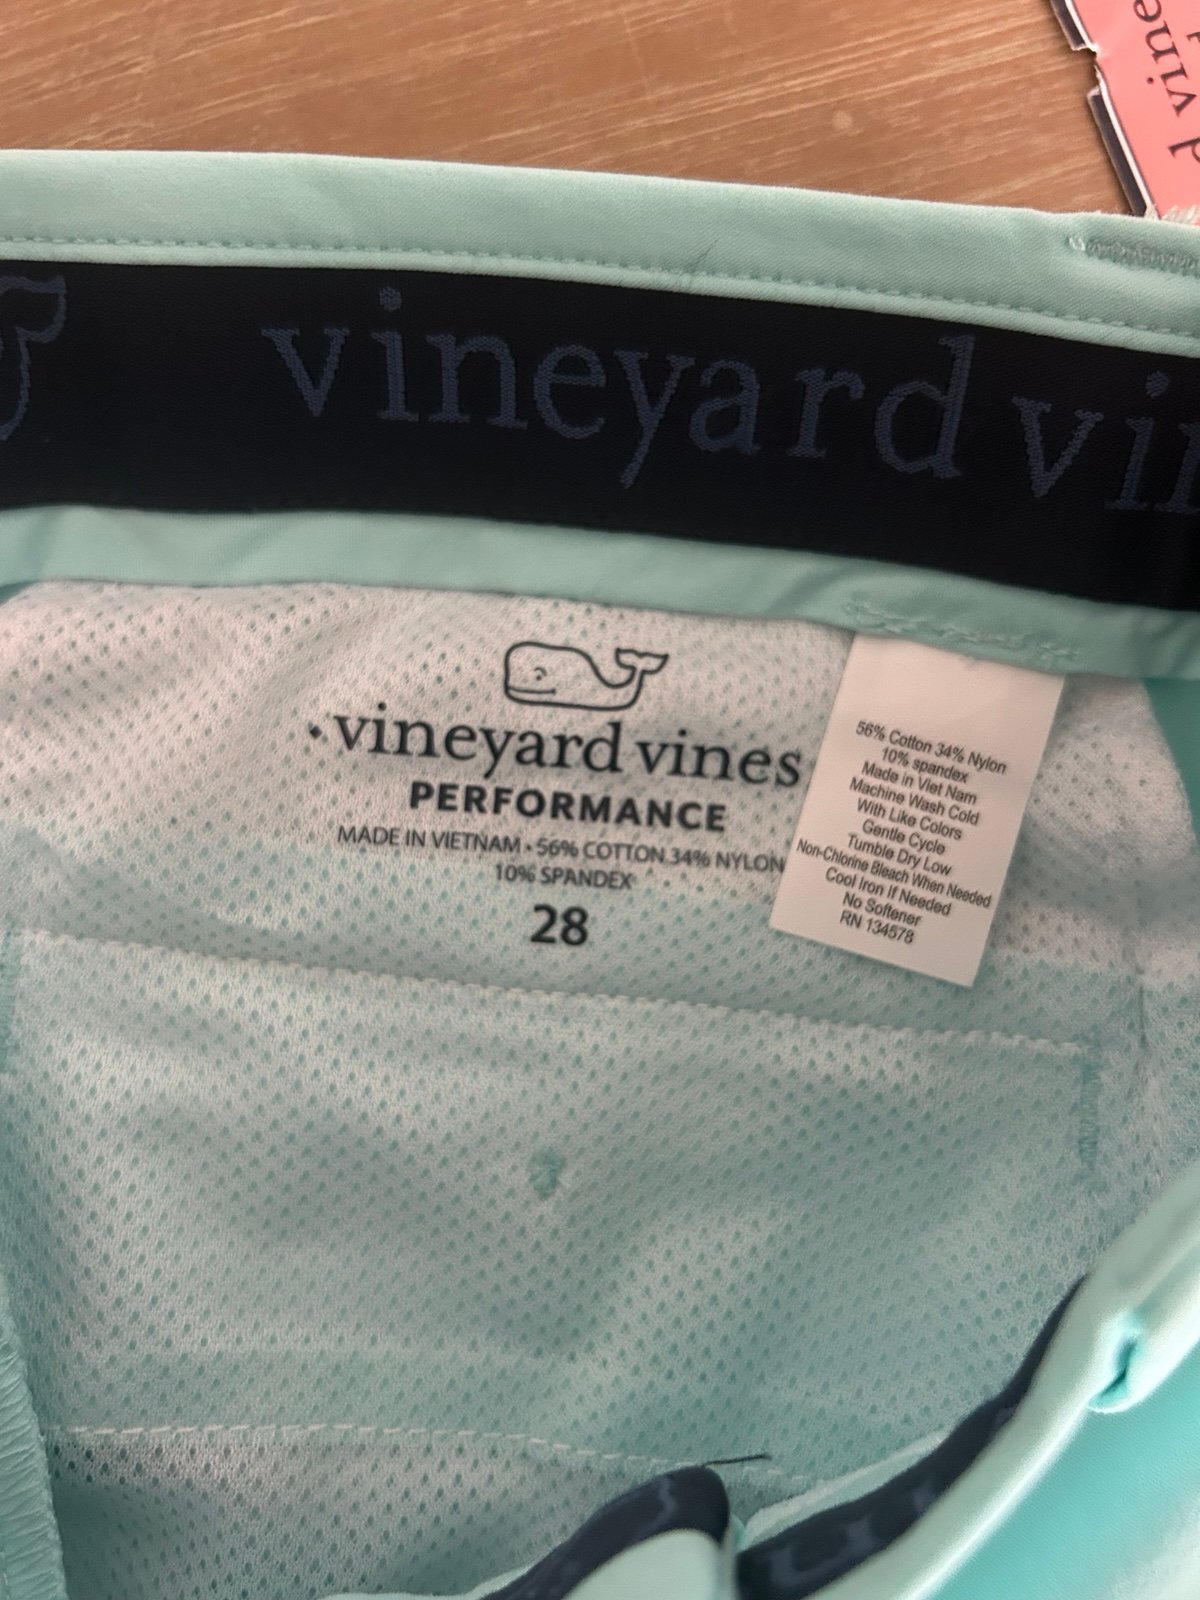 d vine
vineyard vin
vineyard vines
PERFORMANCE
MADE IN VIETNAM • 56% COTTON 34% NYLON
10% SPANDEX
28
56% Cotton 34% Nylon
10% spandex
Made in Viet Nam
Machine Wash Cold
With Like Colors
Gentle Cycle
Tumble Dry Low
Non-Chlorine Bleach When Needed
Cool Iron If Needed
No Softener
RN 134578